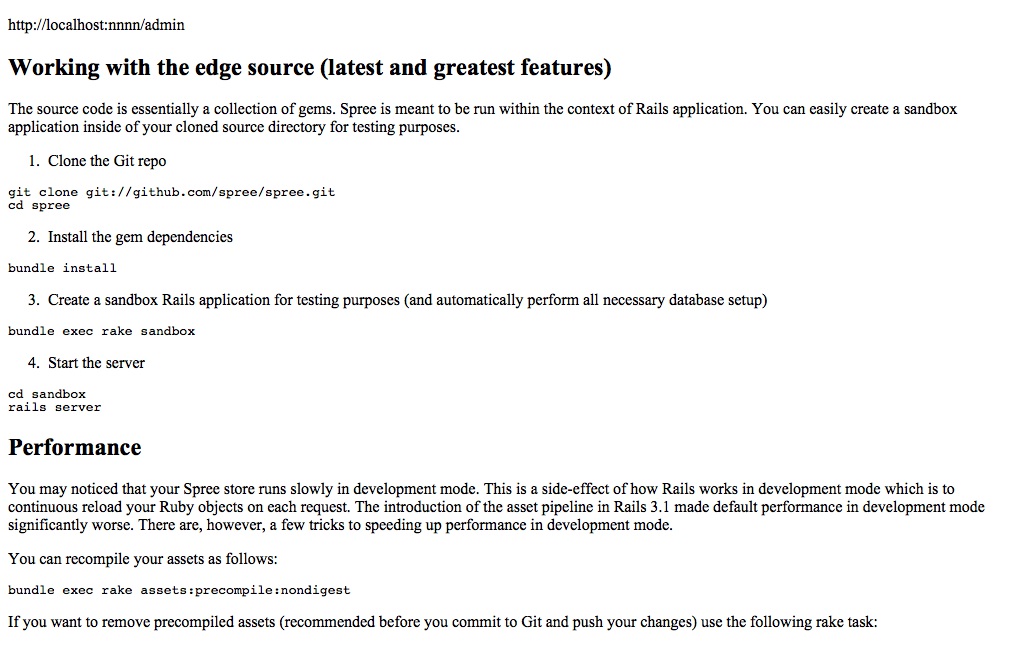 http://localhost:nnnn/admin
Working with the edge source (latest and greatest features)
The source code is essentially a collection of gems. Spree is meant to be run within the context of Rails application. You can easily create a sandbox
application inside of your cloned source directory for testing purposes.
1. Clone the Git repo
git clone git://github.com/spree/spree.git
cd spree
2. Install the gem dependencies
bundle install
3. Create a sandbox Rails application for testing purposes (and automatically perform all necessary database setup)
bundle exec rake sandbox
4. Start the server
cd sandbox
rails server
Performance
You may noticed that your Spree store runs slowly in development mode. This is a side-effect of how Rails works in development mode which is to
continuous reload your Ruby objects on each request. The introduction of the asset pipeline in Rails 3.1 made default performance in development mode
significantly worse. There are, however, a few tricks to speeding up performance in development mode.
You can recompile your assets as follows:
bundle exec rake assets:precompile:nondigest
If you want to remove precompiled assets (recommended before you commit to Git and push your changes) use the following rake task: